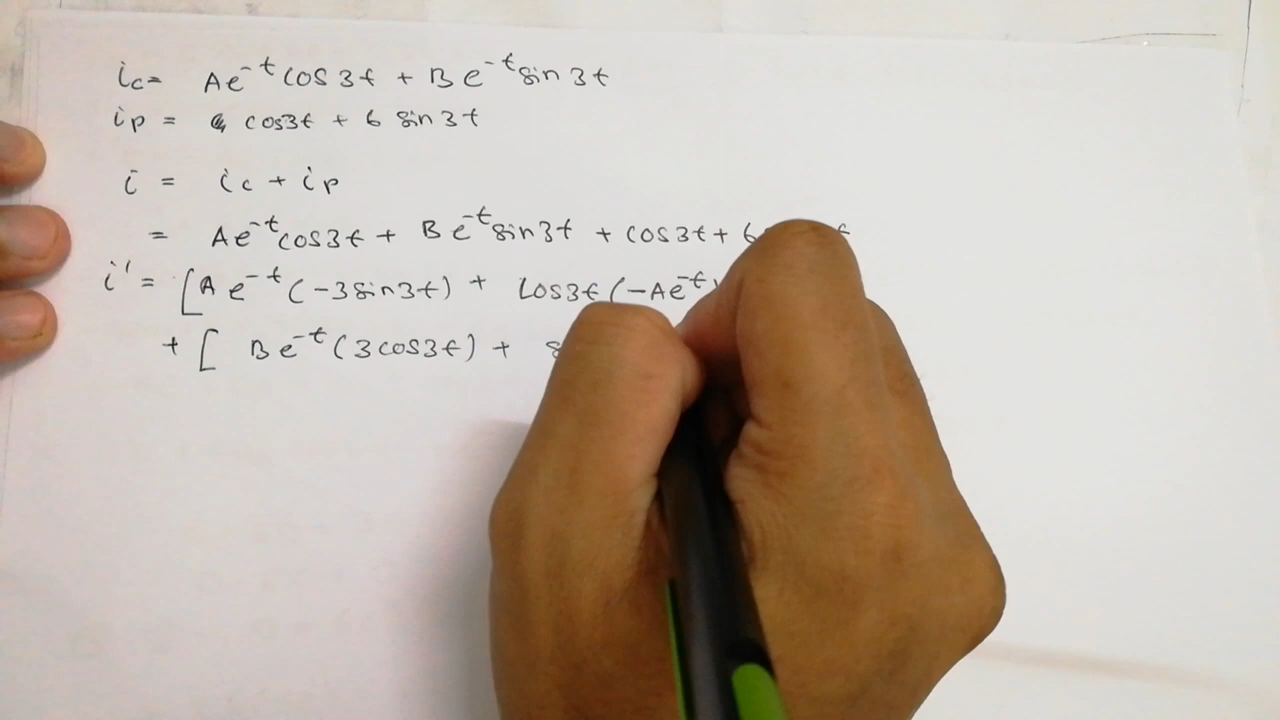 ic = Ae^-t cos3t + Be^-t sin3t
ip = cos3t + 6 sin3t
i = ic + ip
= Ae^-t cos3t + Be^-t sin3t + cos3t + 6
i' = [Ae^-t(-3sin3t) + cos3t(-Ae^-t)
+ [Be^-t(3cos3t) +